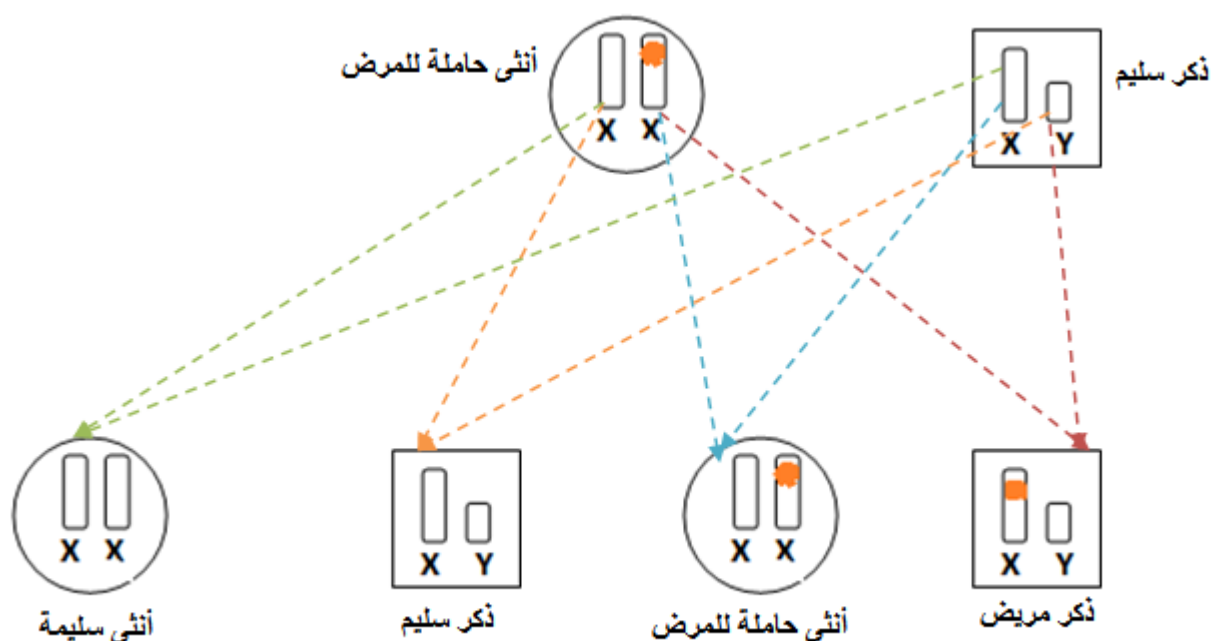 أنثى حاملة للمرض
ذكر سليم
X X
X Y
X X
X Y
X X
X Y
أنثى سليمة
ذكر سليم
أنثى حاملة للمرض
ذكر مريض